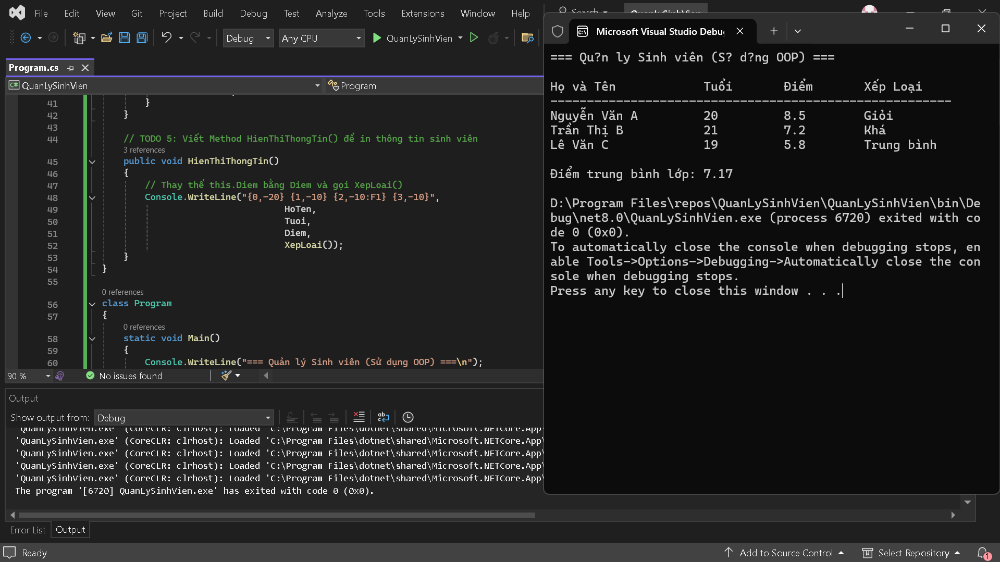 File Edit View Git Project Build Debug Test Analyze Tools Extensions Window Help Search QuanLySinhVien
Debug Any CPU QuanLySinhVien
Program.cs
C# QuanLySinhVien Program
41 }
42 }
43
44 // TODO 5: Viết Method HienThiThongTin() để in thông tin sinh viên
3 references
45 public void HienThiThongTin()
46 {
47 // Thay thế this.Diem bằng Diem và gọi XepLoai()
48 Console.WriteLine("{0,-20} {1,-10} {2,-10:F1} {3,-10}",
49 HoTen,
50 Tuoi,
51 Diem,
52 XepLoai());
53 }
54 }
55
0 references
56 class Program
57 {
0 references
58 static void Main()
59 {
60 Console.WriteLine("=== Quản lý Sinh viên (Sử dụng OOP) ===\n");
90 % No issues found
Output
Show output from: Debug
'QuanLySinhVien.exe' (CoreCLR: clrhost): Loaded 'C:\Program Files\dotnet\shared\Microsoft.NETCore.App
'QuanLySinhVien.exe' (CoreCLR: clrhost): Loaded 'C:\Program Files\dotnet\shared\Microsoft.NETCore.App\
'QuanLySinhVien.exe' (CoreCLR: clrhost): Loaded 'C:\Program Files\dotnet\shared\Microsoft.NETCore.App\
'QuanLySinhVien.exe' (CoreCLR: clrhost): Loaded 'C:\Program Files\dotnet\shared\Microsoft.NETCore.App\
'QuanLySinhVien.exe' (CoreCLR: clrhost): Loaded 'C:\Program Files\dotnet\shared\Microsoft.NETCore.App\
The program '[6720] QuanLySinhVien.exe' has exited with code 0 (0x0).
Error List Output
Ready Add to Source Control Select Repository 1
Microsoft Visual Studio Debug
=== Qu?n ly Sinh viên (S? d?ng OOP) ===
Họ và Tên Tuổi Điểm Xếp Loại
-------------------------------------------------------
Nguyễn Văn A 20 8.5 Giỏi
Trần Thị B 21 7.2 Khá
Lê Văn C 19 5.8 Trung bình
Điểm trung bình lớp: 7.17
D:\Program Files\repos\QuanLySinhVien\QuanLySinhVien\bin\De
bug\net8.0\QuanLySinhVien.exe (process 6720) exited with co
de 0 (0x0).
To automatically close the console when debugging stops, en
able Tools->Options->Debugging->Automatically close the con
sole when debugging stops.
Press any key to close this window . . .